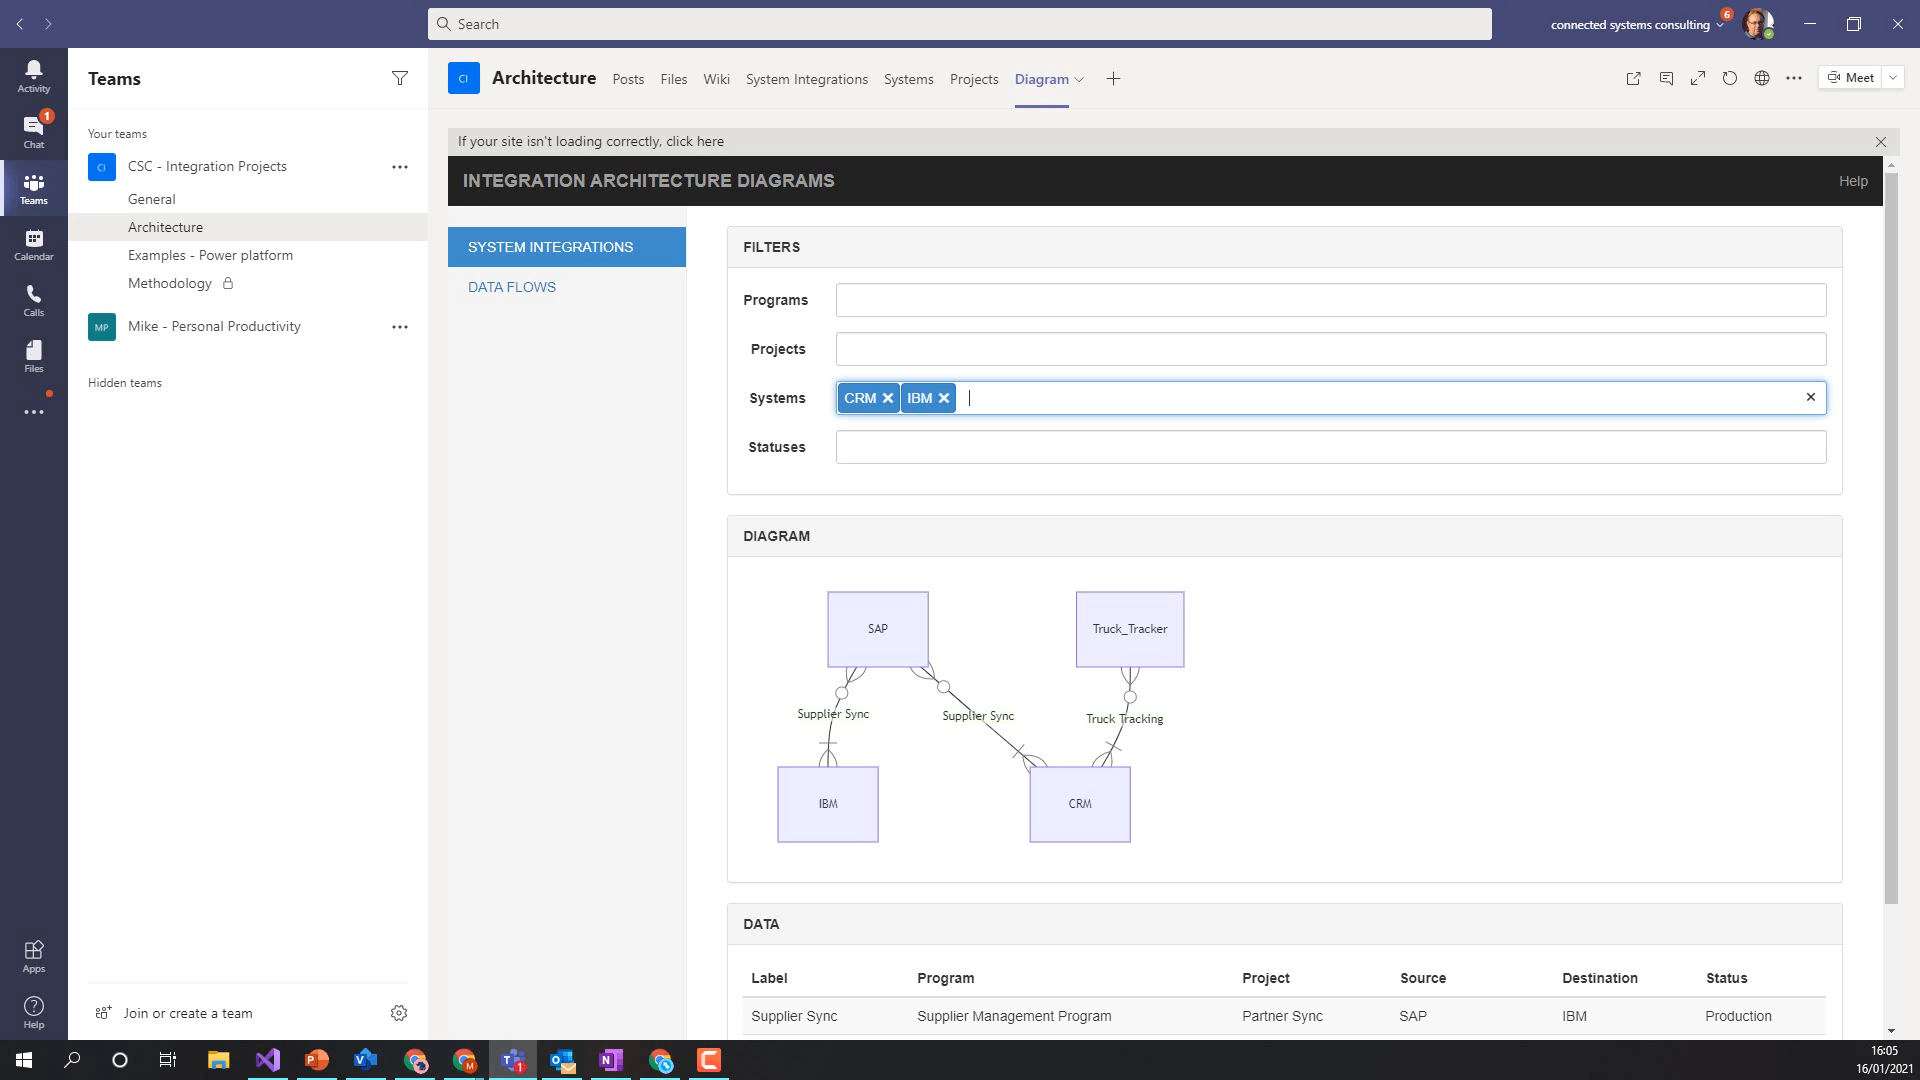 Search
connected systems consulting
6
Activity
Chat
1
Teams
Calendar
Calls
Files
Apps
Help
Teams
Your teams
CI
CSC - Integration Projects
General
Architecture
Examples - Power platform
Methodology
MP
Mike - Personal Productivity
Hidden teams
Join or create a team
CI
Architecture
Posts
Files
Wiki
System Integrations
Systems
Projects
Diagram
Meet
If your site isn't loading correctly, click here
INTEGRATION ARCHITECTURE DIAGRAMS
Help
SYSTEM INTEGRATIONS
DATA FLOWS
FILTERS
Programs
Projects
Systems
CRM
IBM
Statuses
DIAGRAM
SAP
Truck_Tracker
Supplier Sync
Supplier Sync
Truck Tracking
IBM
CRM
DATA
Label Program Project Source Destination Status
Supplier Sync Supplier Management Program Partner Sync SAP IBM Production
16:05
16/01/2021